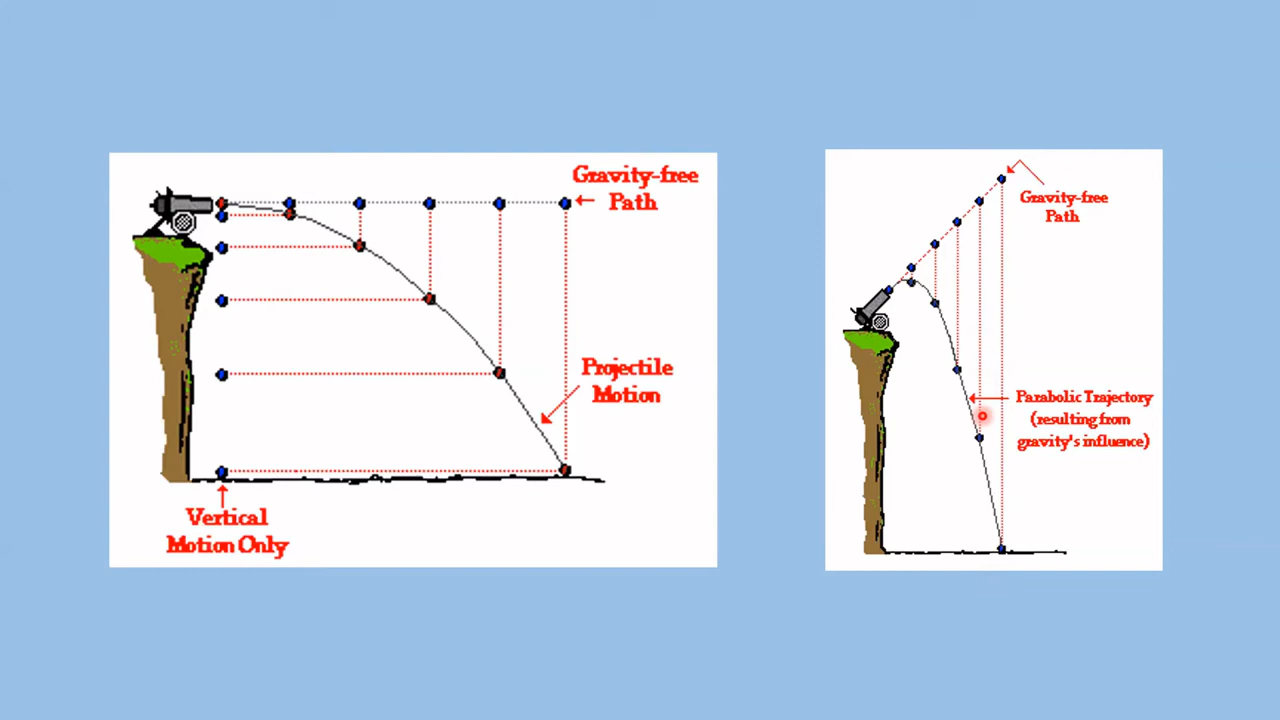 Gravity-free
Path
Projectile
Motion
Vertical
Motion Only
Gravity-free
Path
Parabolic Trajectory
(resulting from
gravity's influence)